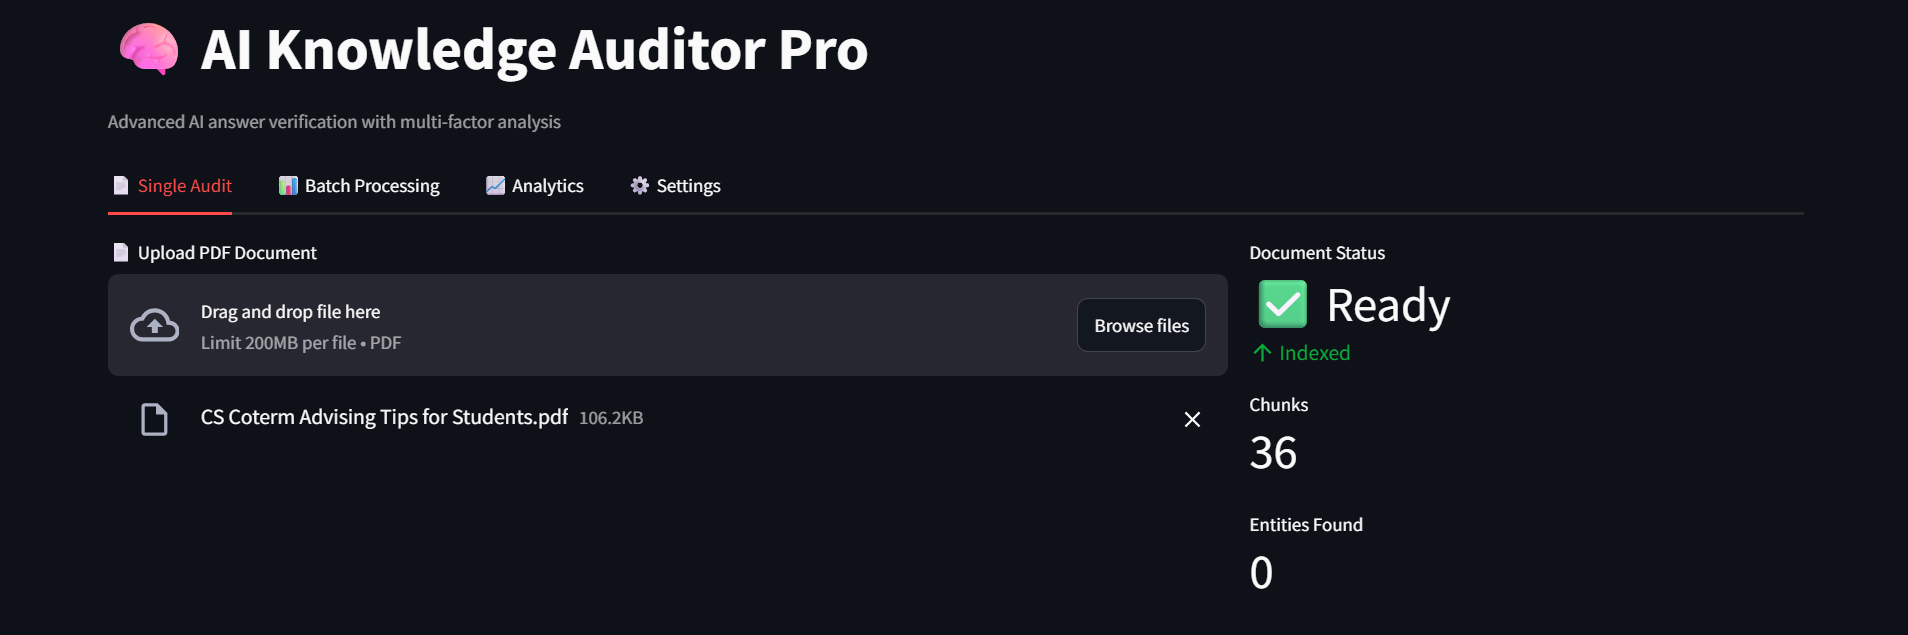 AI Knowledge Auditor Pro
Advanced AI answer verification with multi-factor analysis
Single Audit
Batch Processing
Analytics
Settings
Upload PDF Document
Drag and drop file here
Limit 200MB per file • PDF
Browse files
CS Coterm Advising Tips for Students.pdf 106.2KB
Document Status
Ready
↑ Indexed
Chunks
36
Entities Found
0